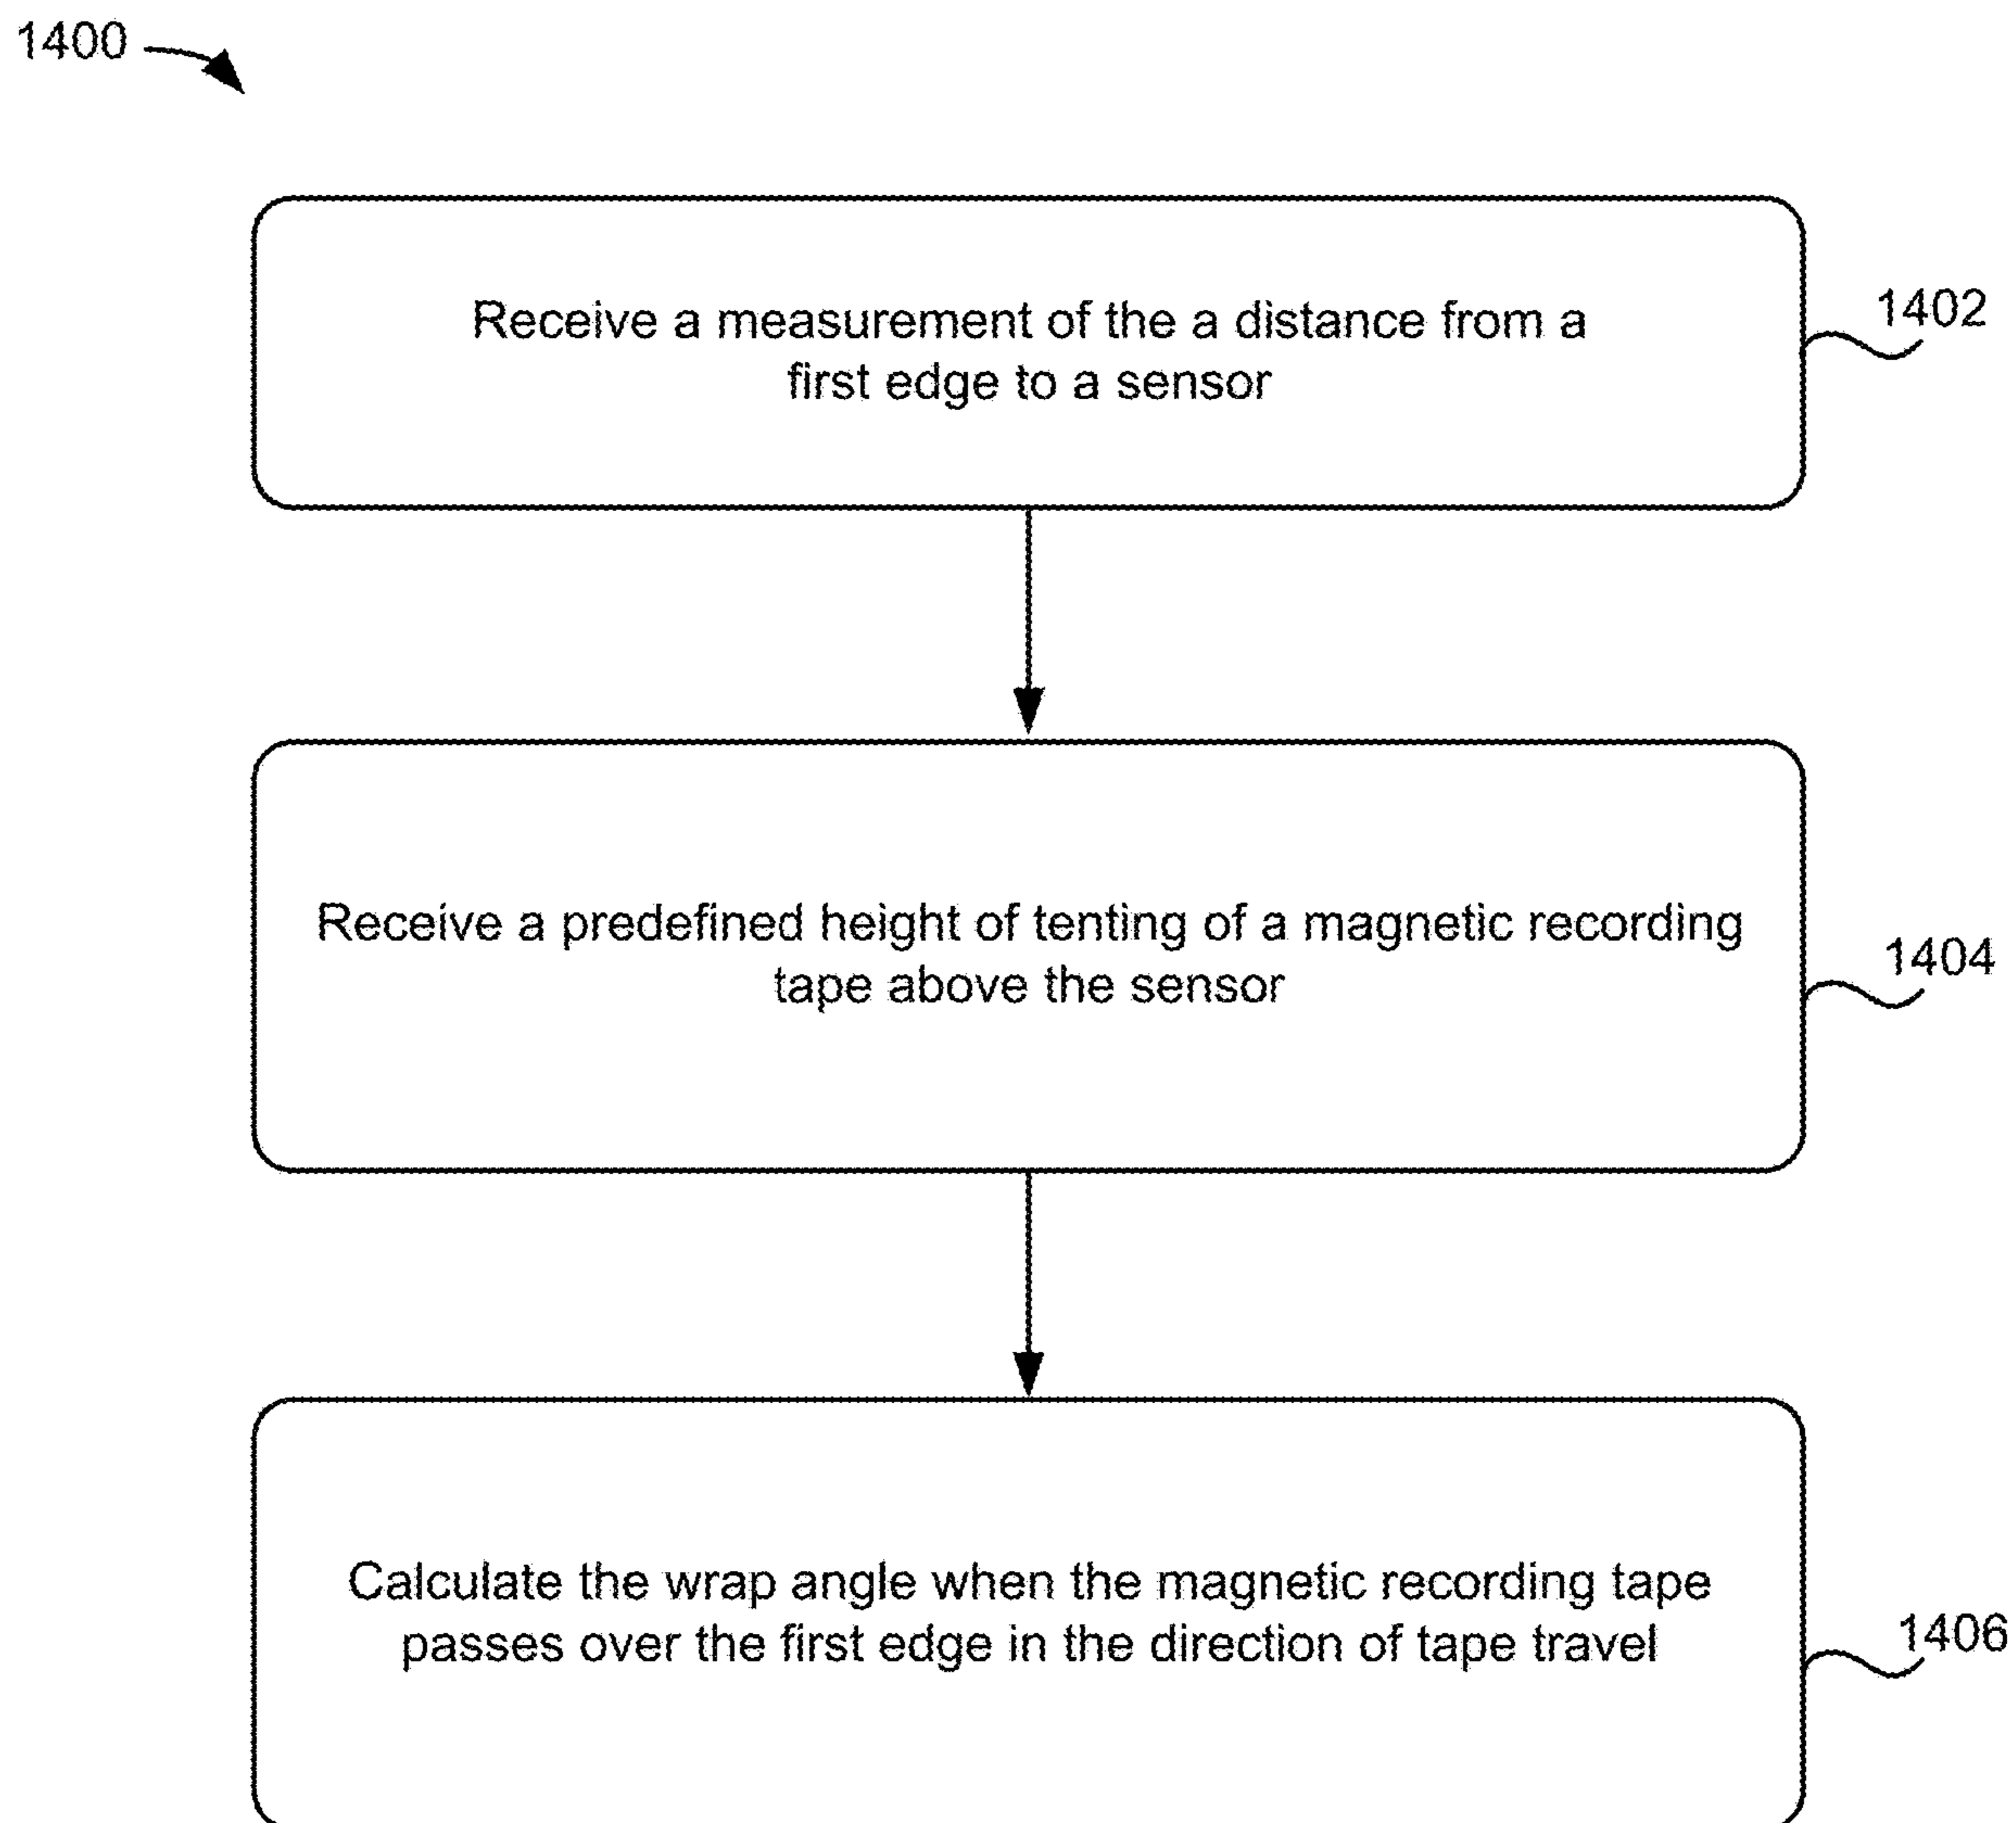 1400
Receive a measurement of the a distance from a
first edge to a sensor
1402
Receive a predefined height of tenting of a magnetic recording
tape above the sensor
1404
Calculate the wrap angle when the magnetic recording tape
passes over the first edge in the direction of tape travel
1406